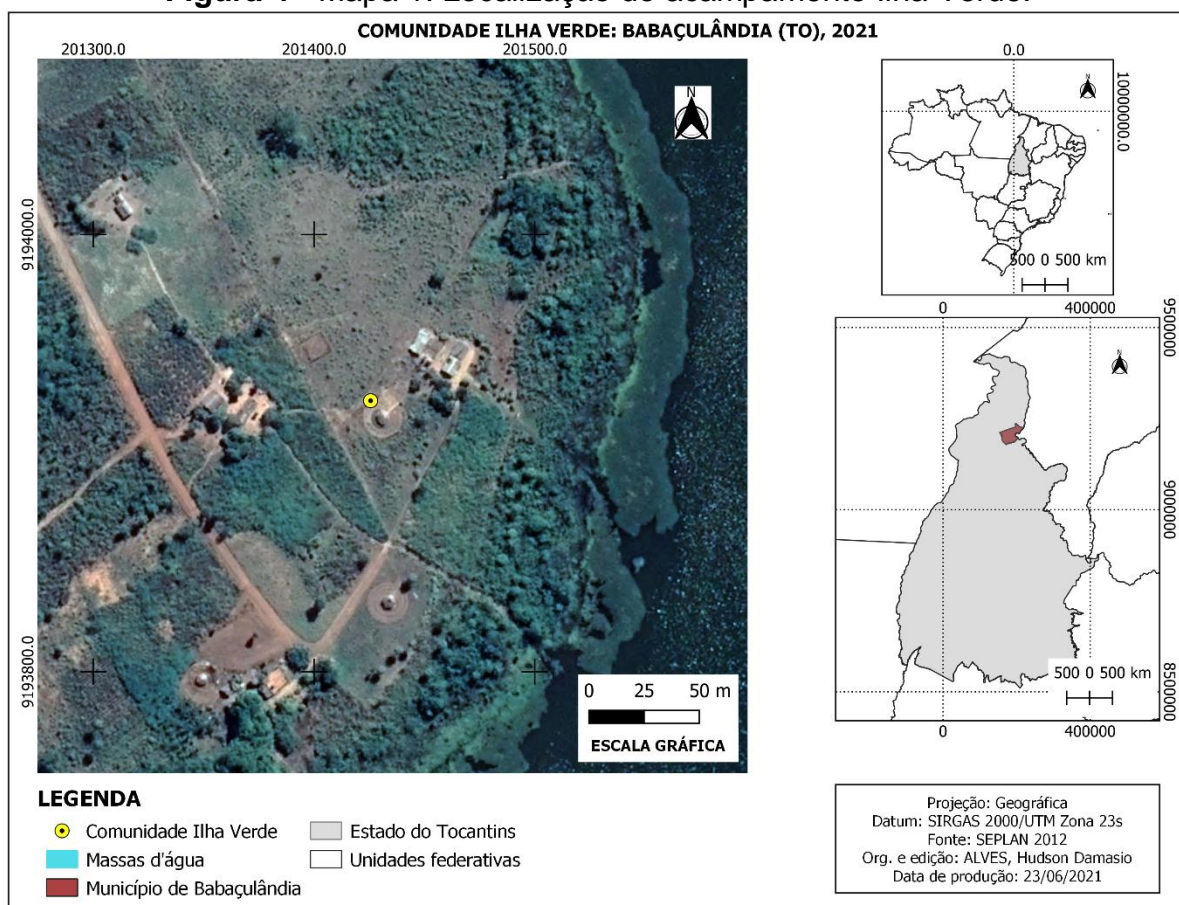 Figura 1 - Mapa 1: Localização do acampamento Ilha Verde.
COMUNIDADE ILHA VERDE: BABAÇULÂNDIA (TO), 2021
201300.0 201400.0 201500.0
9194000.0
9193800.0
N
0 25 50 m
ESCALA GRÁFICA
0.0
N
10000000.0
500 0 500 km
0 400000
N
9500000
9000000
8500000
500 0 500 km
0 400000
LEGENDA
Comunidade Ilha Verde
Massas d'água
Município de Babaçulândia
Estado do Tocantins
Unidades federativas
Projeção: Geográfica
Datum: SIRGAS 2000/UTM Zona 23s
Fonte: SEPLAN 2012
Org. e edição: ALVES, Hudson Damasio
Data de produção: 23/06/2021